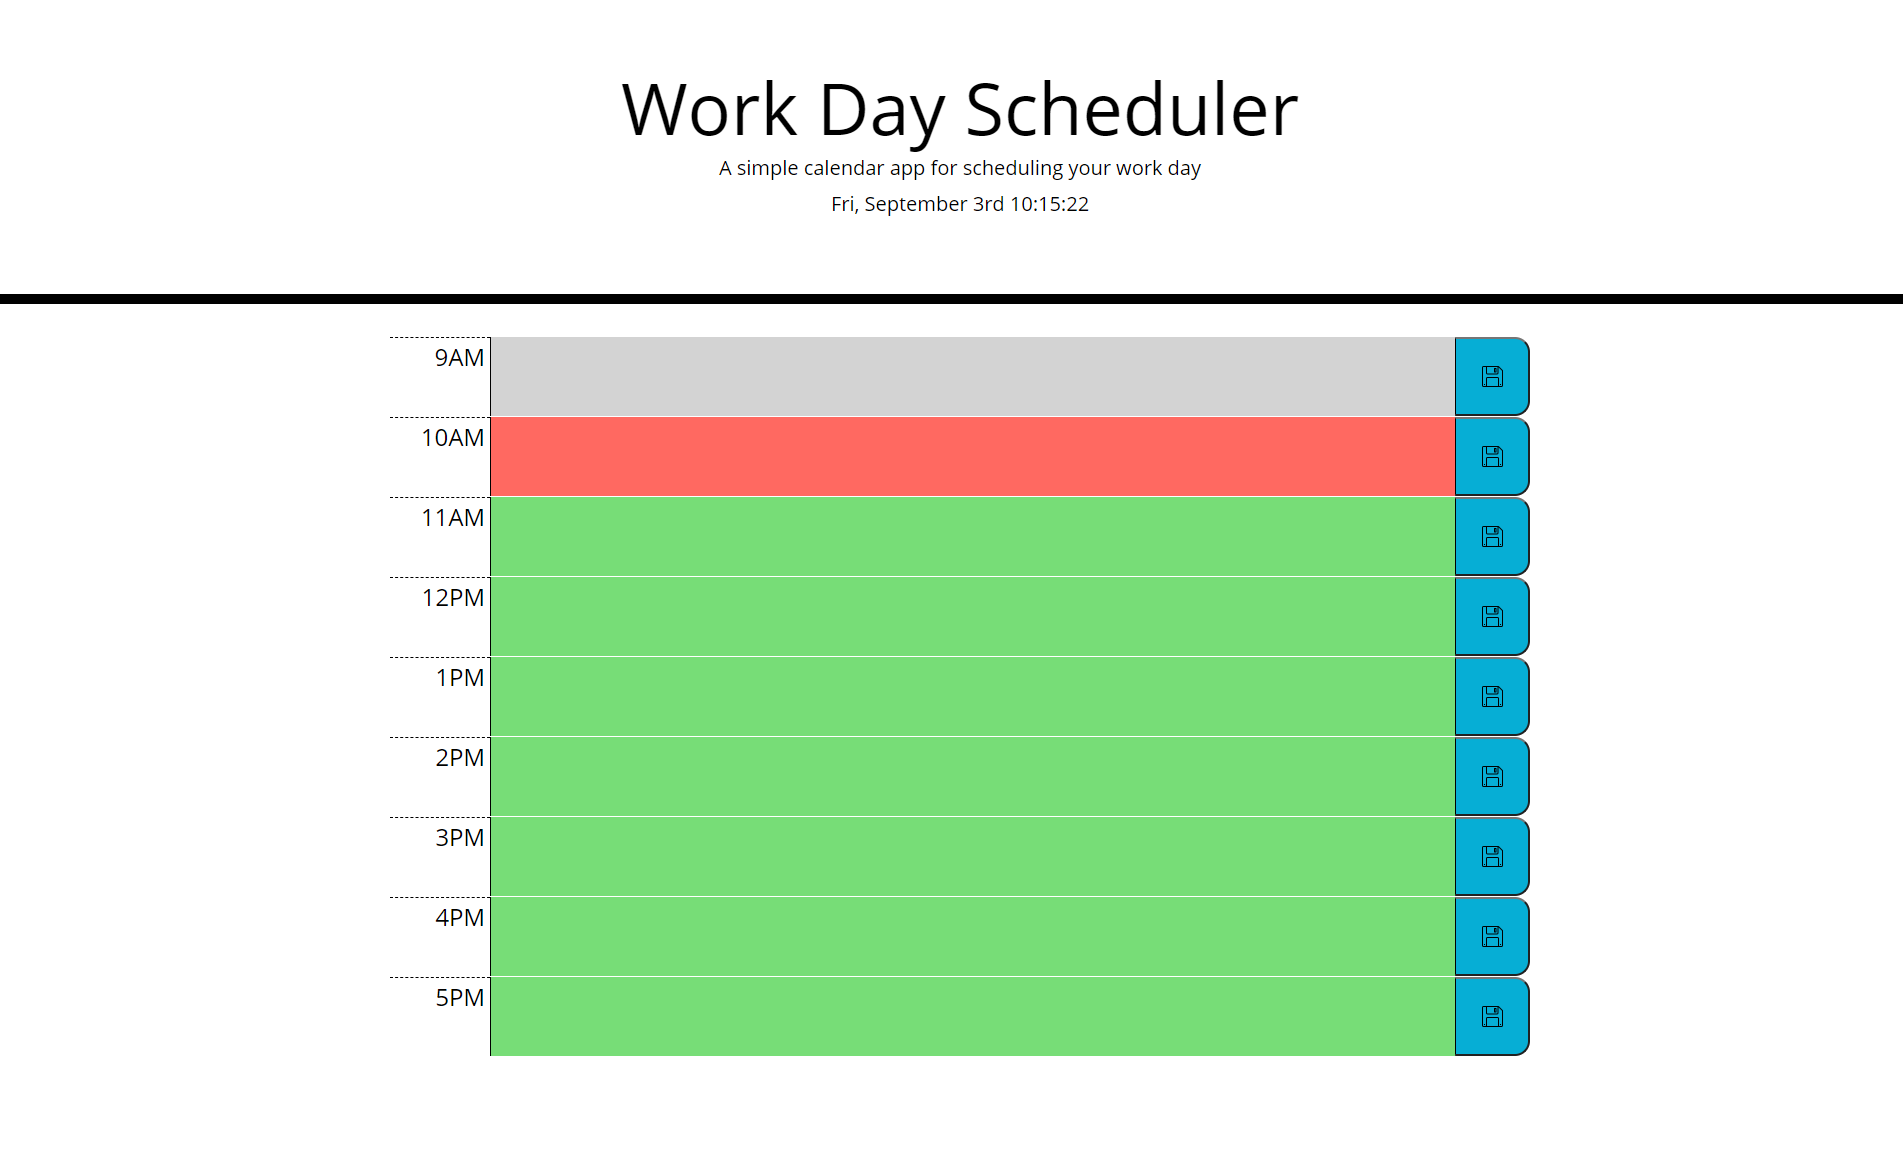 Work Day Scheduler
A simple calendar app for scheduling your work day
Fri, September 3rd 10:15:22
9AM
10AM
11AM
12PM
1PM
2PM
3PM
4PM
5PM